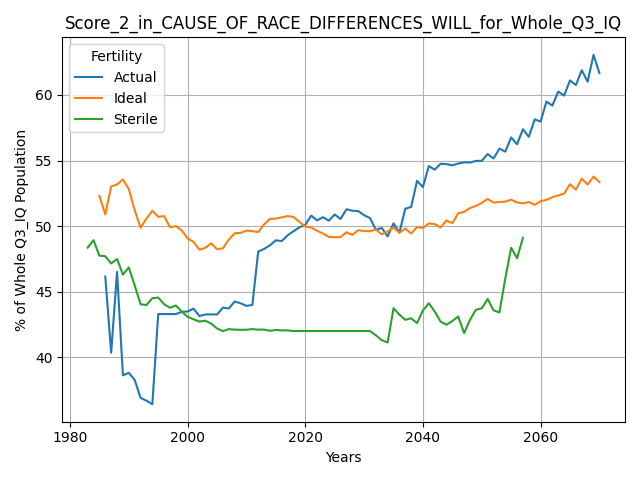 Score_2_in_CAUSE_OF_RACE_DIFFERENCES_WILL_for_Whole_Q3_IQ
Fertility
Actual
Ideal
Sterile
% of Whole Q3_IQ Population
60
55
50
45
40
1980
2000
2020
2040
2060
Years